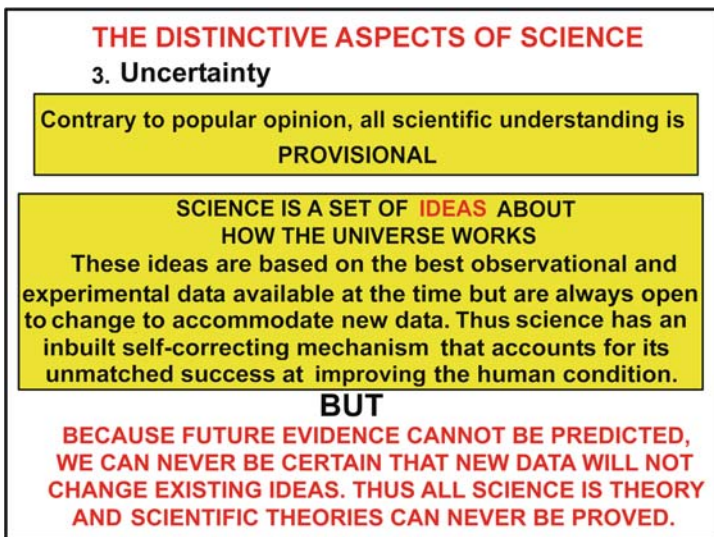 THE DISTINCTIVE ASPECTS OF SCIENCE
3. Uncertainty
Contrary to popular opinion, all scientific understanding is
PROVISIONAL
SCIENCE IS A SET OF IDEAS ABOUT
HOW THE UNIVERSE WORKS
These ideas are based on the best observational and
experimental data available at the time but are always open
to change to accommodate new data. Thus science has an
inbuilt self-correcting mechanism that accounts for its
unmatched success at improving the human condition.
BUT
BECAUSE FUTURE EVIDENCE CANNOT BE PREDICTED,
WE CAN NEVER BE CERTAIN THAT NEW DATA WILL NOT
CHANGE EXISTING IDEAS. THUS ALL SCIENCE IS THEORY
AND SCIENTIFIC THEORIES CAN NEVER BE PROVED.